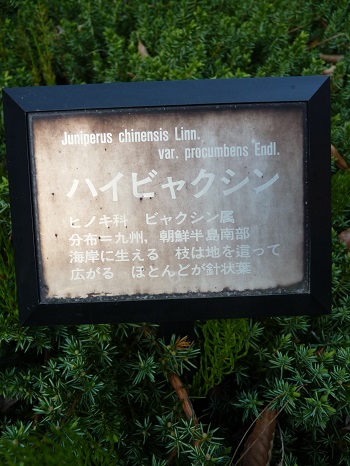 Juniperus chinensis Linn.
var. procumbens Endl.
ハイビャクシン
ヒノキ科　ビャクシン属
分布＝九州，朝鮮半島南部
海岸に生える　枝は地を這って
広がる　ほとんどが針状葉